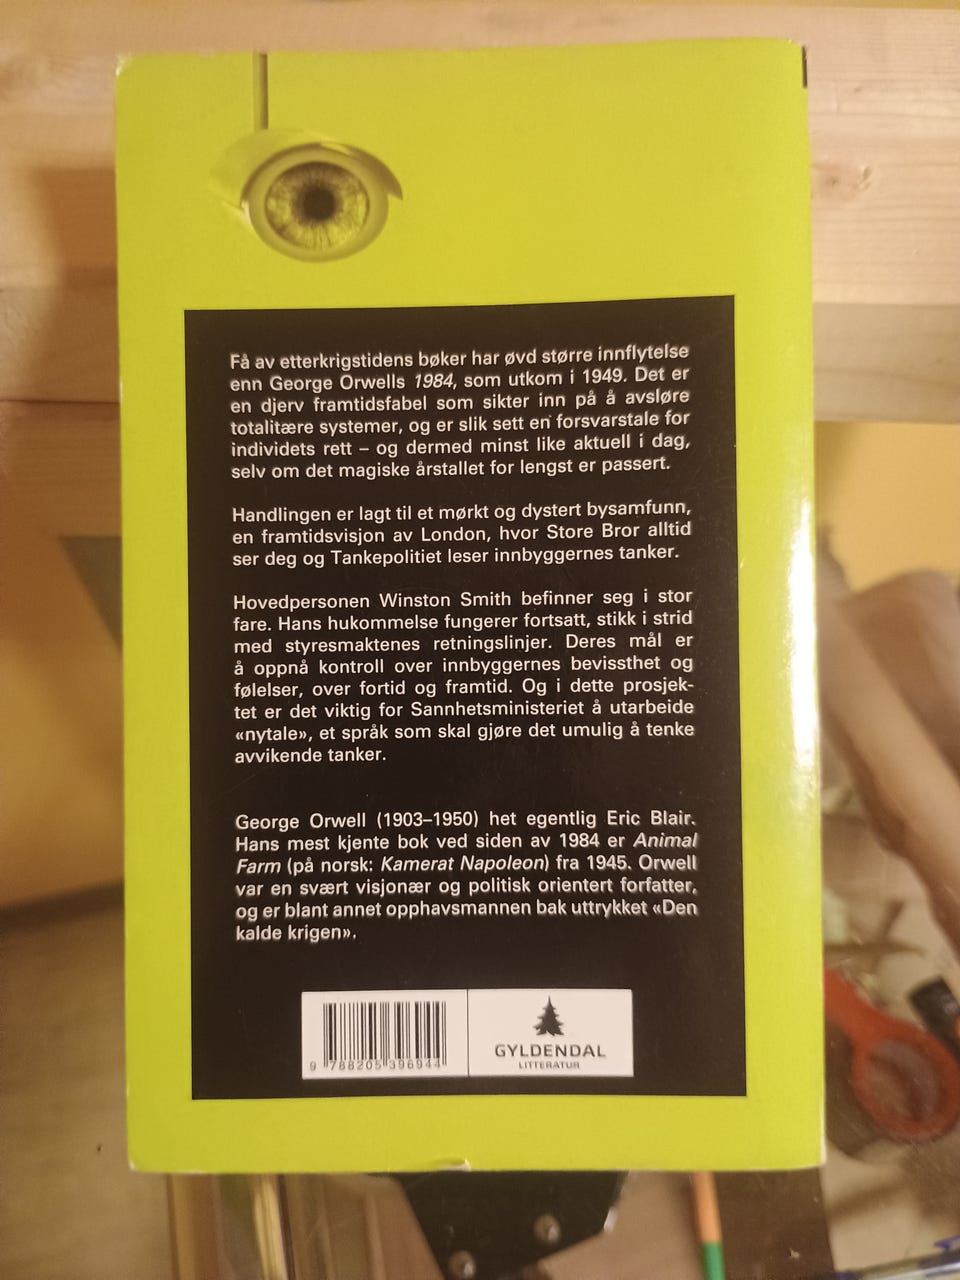 Få av etterkrigstidens bøker har øvd større innflytelse
enn George Orwells 1984, som utkom i 1949. Det er
en djerv framtidsfabel som sikter inn på å avsløre
totalitære systemer, og er slik sett en forsvarstale for
individets rett – og dermed minst like aktuell i dag,
selv om det magiske årstallet for lengst er passert.
Handlingen er lagt til et mørkt og dystert bysamfunn,
en framtidsvisjon av London, hvor Store Bror alltid
ser deg og Tankepolitiet leser innbyggernes tanker.
Hovedpersonen Winston Smith befinner seg i stor
fare. Hans hukommelse fungerer fortsatt, stikk i strid
med styresmaktenes retningslinjer. Deres mål er
å oppnå kontroll over innbyggernes bevissthet og
følelser, over fortid og framtid. Og i dette prosjek-
tet er det viktig for Sannhetsministeriet å utarbeide
«nytale», et språk som skal gjøre det umulig å tenke
avvikende tanker.
George Orwell (1903–1950) het egentlig Eric Blair.
Hans mest kjente bok ved siden av 1984 er Animal
Farm (på norsk: Kamerat Napoleon) fra 1945. Orwell
var en svært visjonær og politisk orientert forfatter,
og er blant annet opphavsmannen bak uttrykket «Den
kalde krigen».
9 788205 396944
GYLDENDAL
LITTERATUR